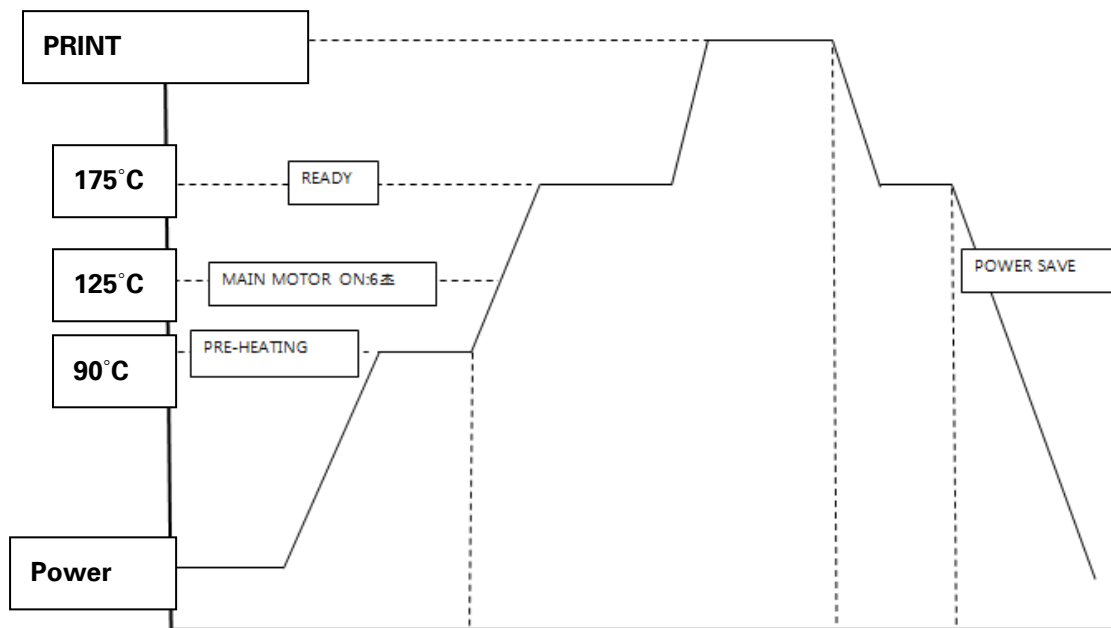 PRINT
175°C
READY
125°C
MAIN MOTOR ON:6초
POWER SAVE
PRE-HEATING
90°C
Power